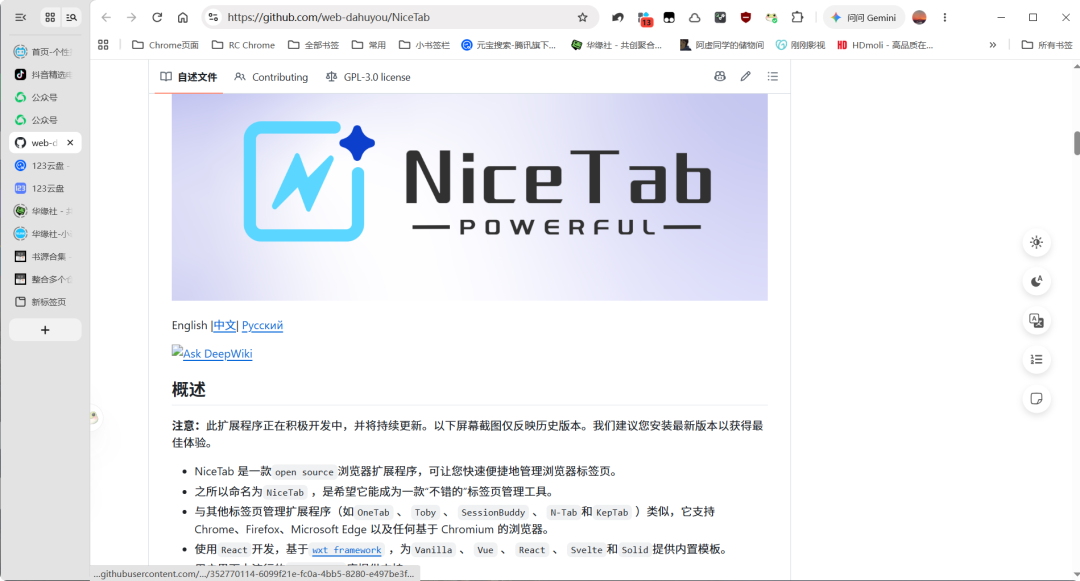 https://github.com/web-dahuyou/NiceTab
13
问问 Gemini
Chrome页面
RC Chrome
全部书签
常用
小书签栏
元宝搜索-腾讯旗下...
华缘社 - 共创聚合...
阿虚同学的储物间
刚刚影视
HDmoli - 高品质在...
»
所有书签
首页-个性
抖音精选
公众号
公众号
web-d
123云盘 -
123云盘
华缘社 - 共
华缘社-小
书源合集 -
整合多个
新标签页
+
自述文件
Contributing
GPL-3.0 license
NiceTab
POWERFUL
English |中文| Русский
Ask DeepWiki
概述
注意：此扩展程序正在积极开发中，并将持续更新。以下屏幕截图仅反映历史版本。我们建议您安装最新版本以获得最
佳体验。
NiceTab 是一款 open source 浏览器扩展程序，可让您快速便捷地管理浏览器标签页。
之所以命名为 NiceTab ，是希望它能成为一款“不错的”标签页管理工具。
与其他标签页管理扩展程序（如 OneTab 、 Toby 、 SessionBuddy 、 N-Tab 和 KepTab ）类似，它支持
Chrome、Firefox、Microsoft Edge 以及任何基于 Chromium 的浏览器。
使用 React 开发，基于 wxt framework ，为 Vanilla 、 Vue 、 React 、 Svelte 和 Solid 提供内置模板。
...githubusercontent.com/.../352770114-6099f21e-fc0a-4bb5-8280-e497be3f...